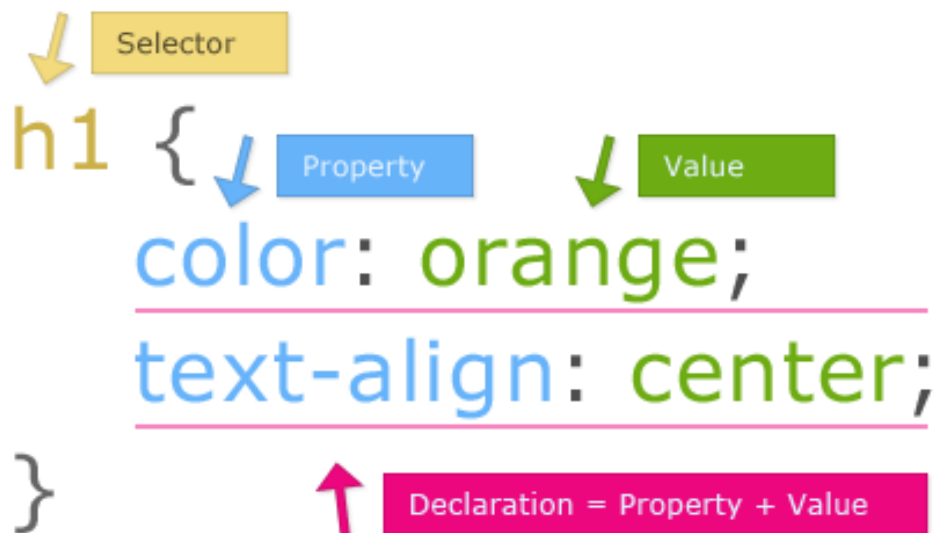 Selector
h1 {
Property
Value
color: orange;
text-align: center;
}
Declaration = Property + Value